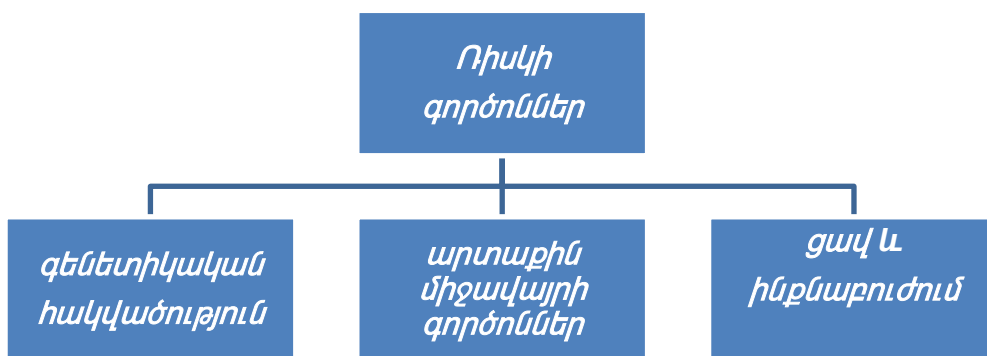 Ռիսկի
գործոններ
գենետիկական
հակվածություն
արտաքին
միջավայրի
գործոններ
ցավ և
ինքնաբուժում